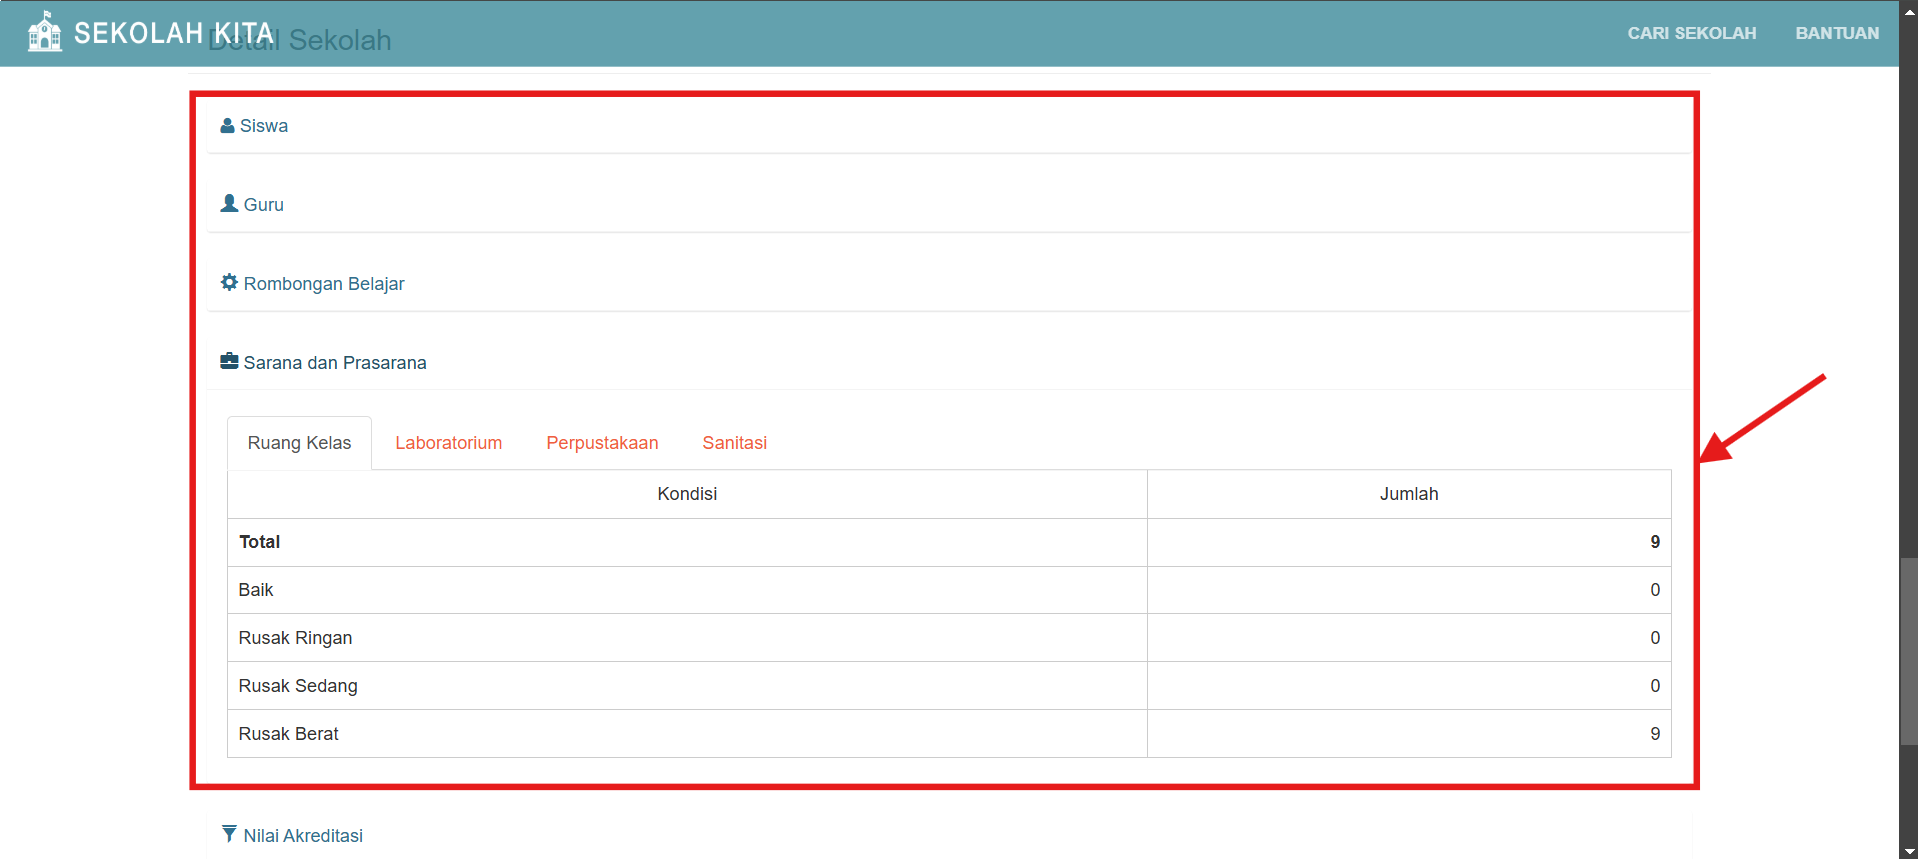 SEKOLAH KITA
Detail Sekolah
CARI SEKOLAH
BANTUAN
Siswa
Guru
Rombongan Belajar
Sarana dan Prasarana
Ruang Kelas
Laboratorium
Perpustakaan
Sanitasi
Kondisi Jumlah
Total 9
Baik 0
Rusak Ringan 0
Rusak Sedang 0
Rusak Berat 9
Nilai Akreditasi